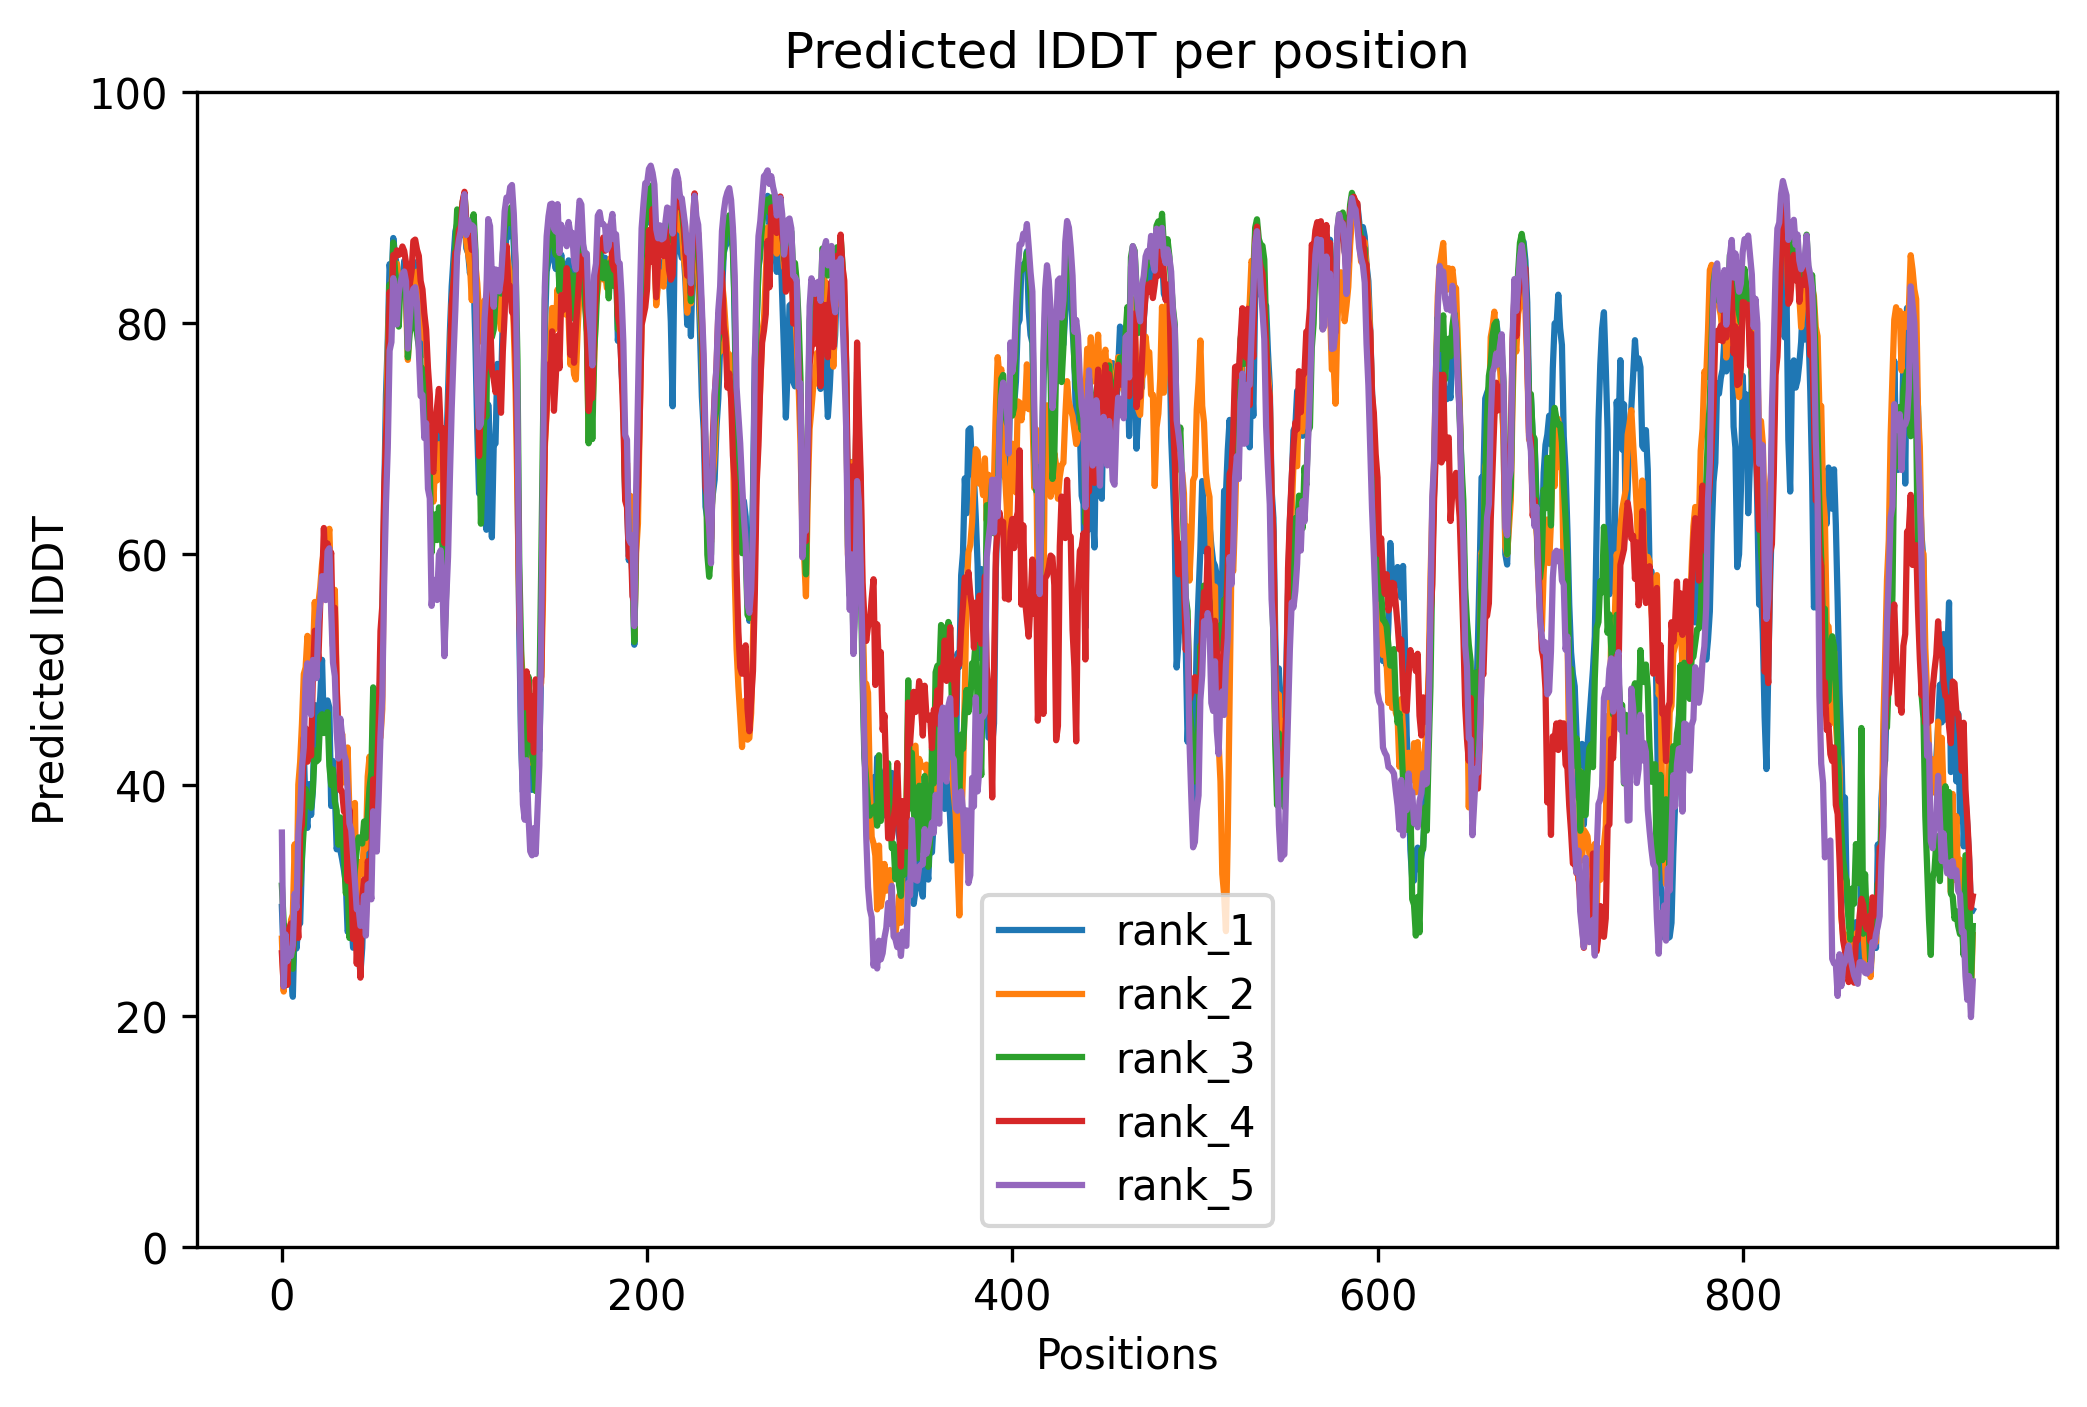 Predicted lDDT per position
Predicted lDDT
100
80
60
40
20
0
0 200 400 600 800
Positions
rank_1
rank_2
rank_3
rank_4
rank_5